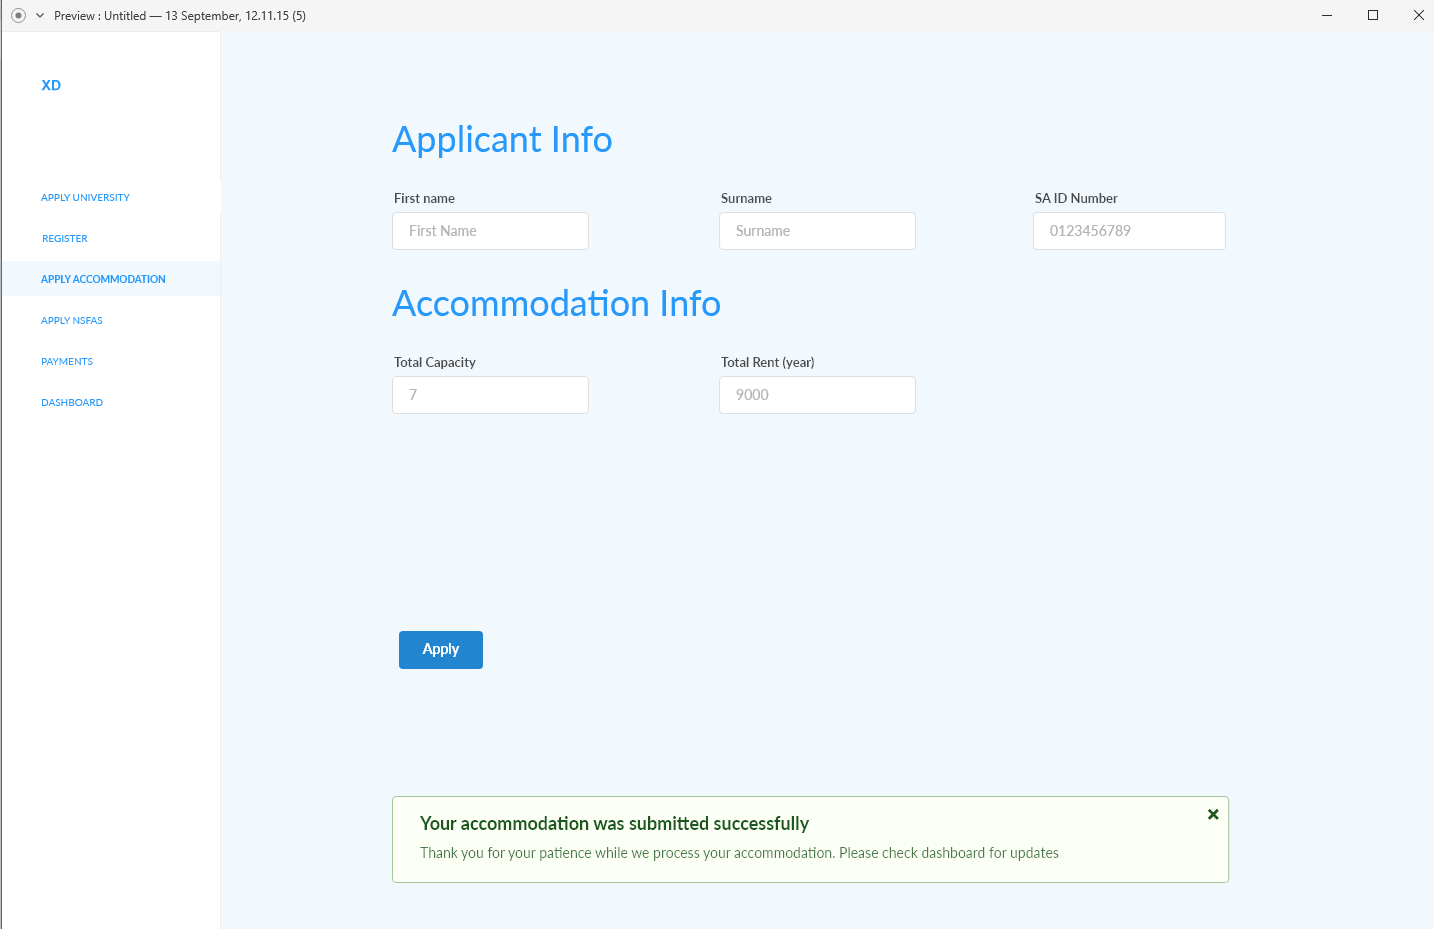 Preview : Untitled — 13 September, 12.11.15 (5)
XD
APPLY UNIVERSITY
REGISTER
APPLY ACCOMMODATION
APPLY NSFAS
PAYMENTS
DASHBOARD
Applicant Info
First name Surname SA ID Number
First Name Surname 0123456789
Accommodation Info
Total Capacity Total Rent (year)
7 9000
Apply
Your accommodation was submitted successfully
Thank you for your patience while we process your accommodation. Please check dashboard for updates